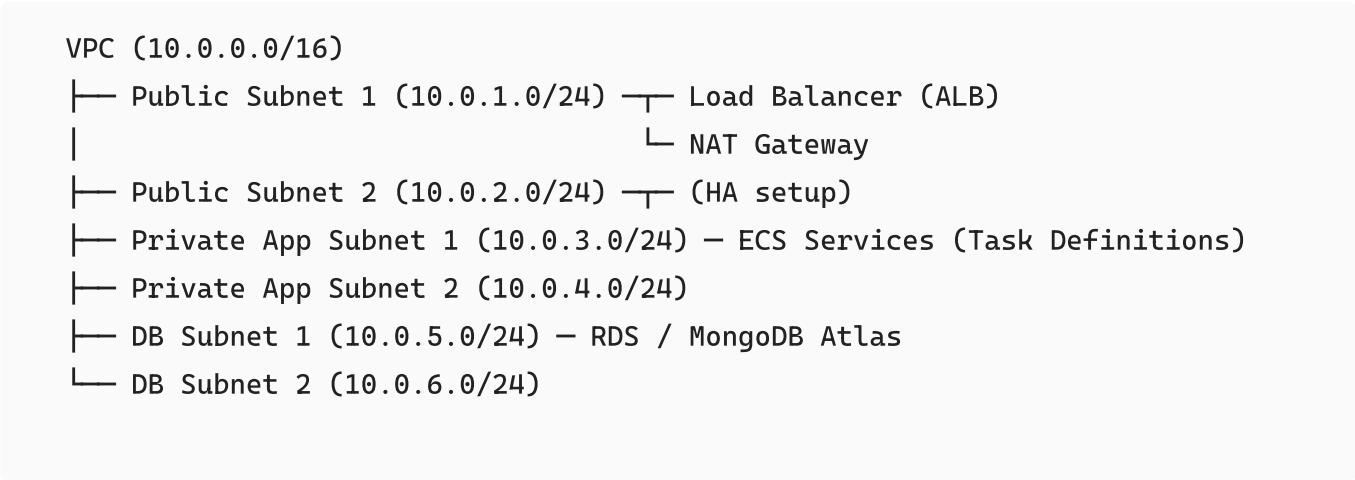 VPC (10.0.0.0/16)
├── Public Subnet 1 (10.0.1.0/24) ─┬─ Load Balancer (ALB)
│                                  └─ NAT Gateway
├── Public Subnet 2 (10.0.2.0/24) ─┬─ (HA setup)
├── Private App Subnet 1 (10.0.3.0/24) ─ ECS Services (Task Definitions)
├── Private App Subnet 2 (10.0.4.0/24)
├── DB Subnet 1 (10.0.5.0/24) ─ RDS / MongoDB Atlas
└── DB Subnet 2 (10.0.6.0/24)